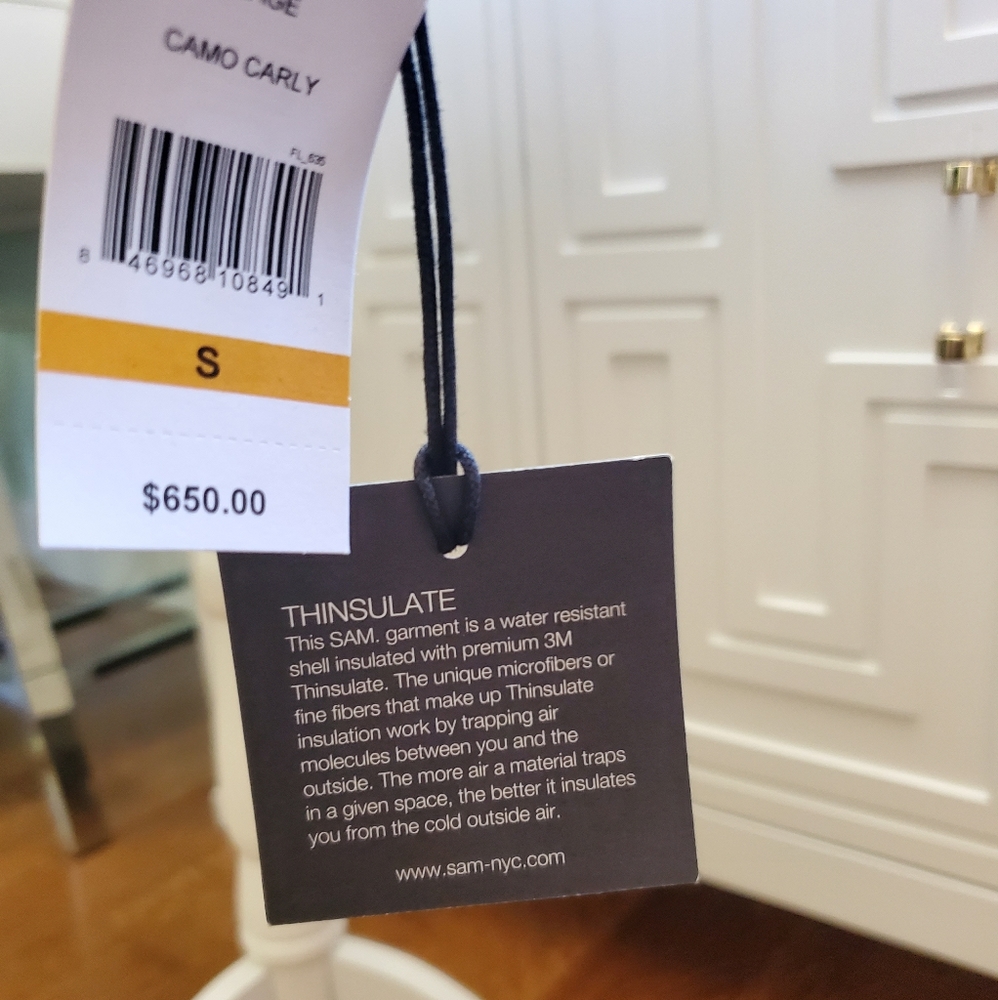 CAMO CARLY
FL_635
8 46968 10849 1
S
$650.00
THINSULATE
This SAM. garment is a water resistant
shell insulated with premium 3M
Thinsulate. The unique microfibers or
fine fibers that make up Thinsulate
insulation work by trapping air
molecules between you and the
outside. The more air a material traps
in a given space, the better it insulates
you from the cold outside air.
www.sam-nyc.com